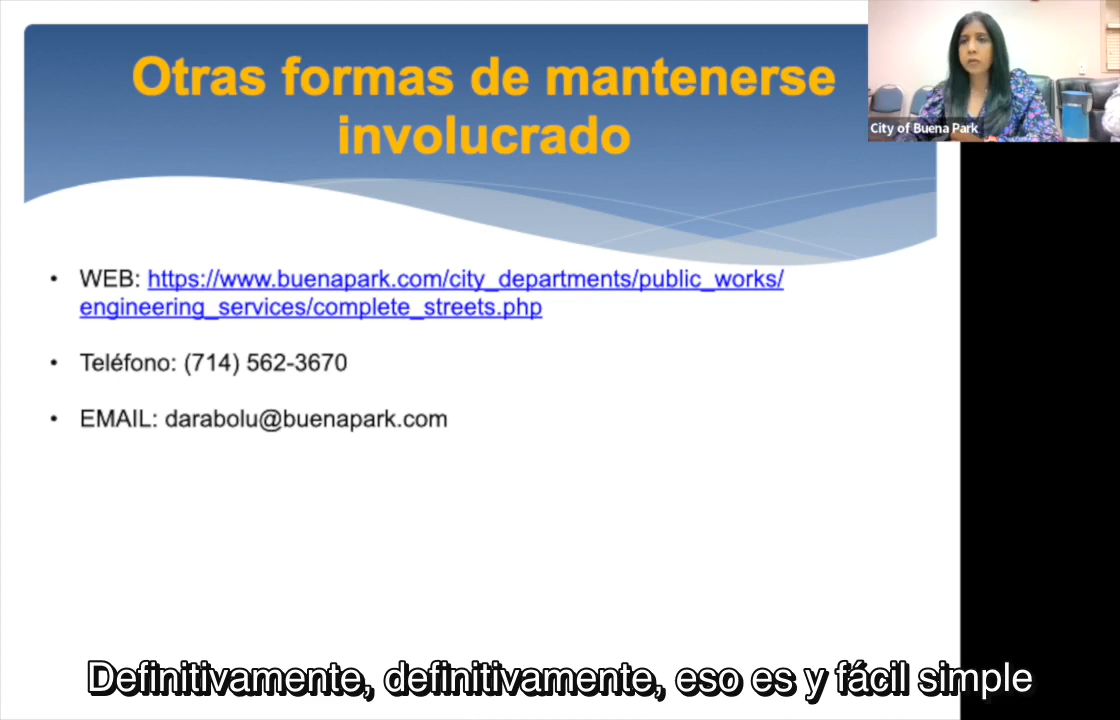 Otras formas de mantenerse
involucrado
City of Buena Park
• WEB: https://www.buenapark.com/city_departments/public_works/
engineering_services/complete_streets.php
• Teléfono: (714) 562-3670
• EMAIL: darabolu@buenapark.com
Definitivamente, definitivamente, eso es y fácil simple